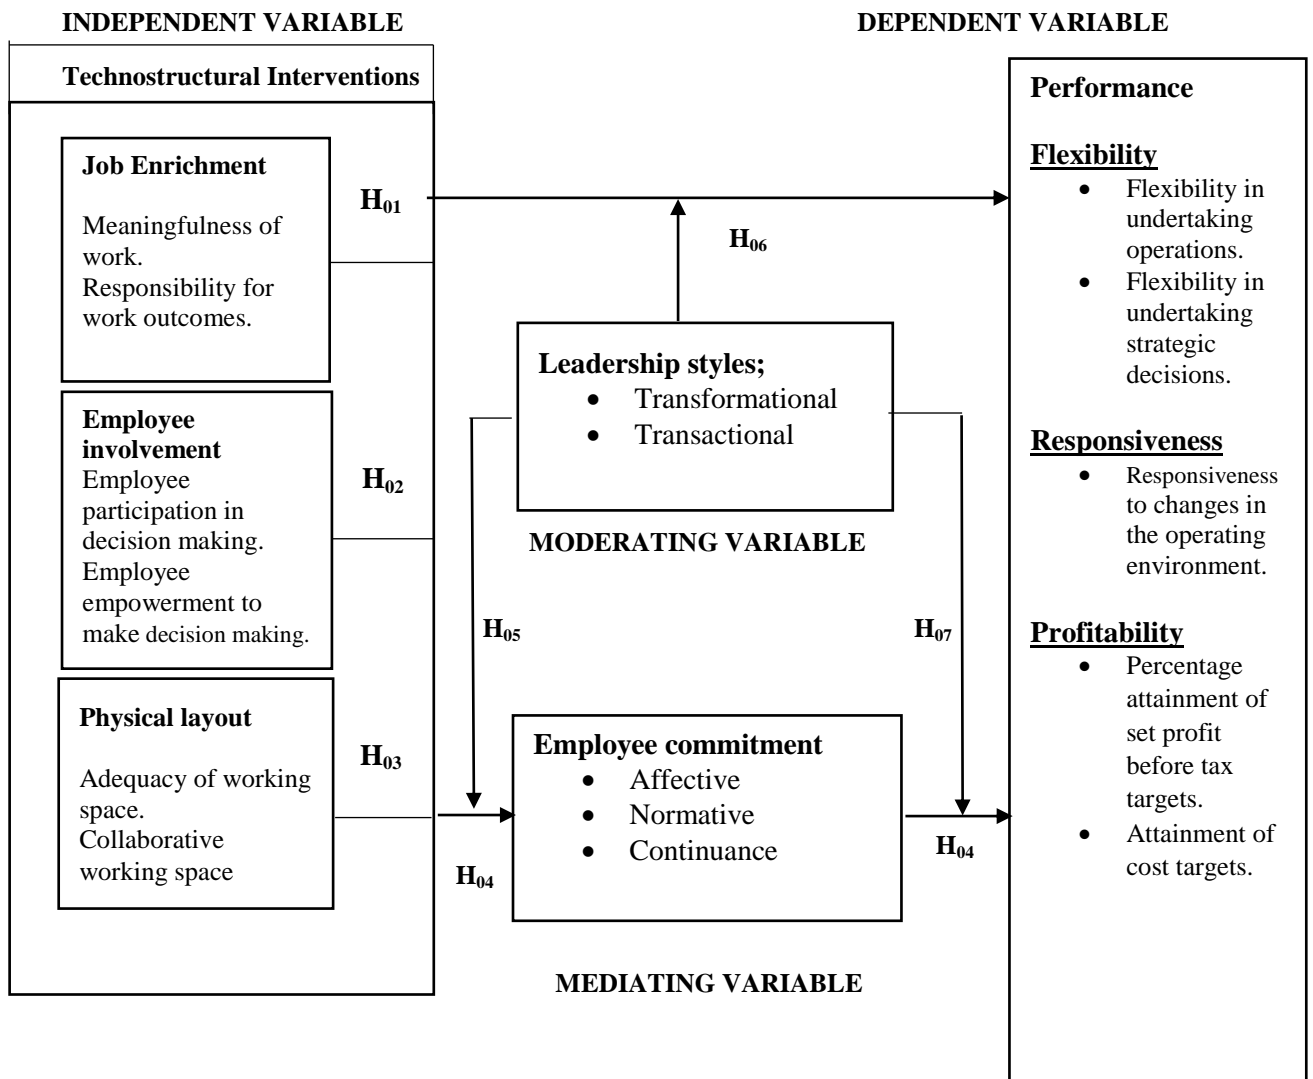 INDEPENDENT VARIABLE
DEPENDENT VARIABLE
Technostructural Interventions
Job Enrichment
Meaningfulness of
work.
Responsibility for
work outcomes.
H01
Employee
involvement
Employee
participation in
decision making.
Employee
empowerment to
make decision making.
H02
Physical layout
Adequacy of working
space.
Collaborative
working space
H03
H06
Leadership styles;
• Transformational
• Transactional
MODERATING VARIABLE
H05
H07
Employee commitment
• Affective
• Normative
• Continuance
H04
H04
MEDIATING VARIABLE
Performance
Flexibility
• Flexibility in
undertaking
operations.
• Flexibility in
undertaking
strategic
decisions.
Responsiveness
• Responsiveness
to changes in
the operating
environment.
Profitability
• Percentage
attainment of
set profit
before tax
targets.
• Attainment of
cost targets.